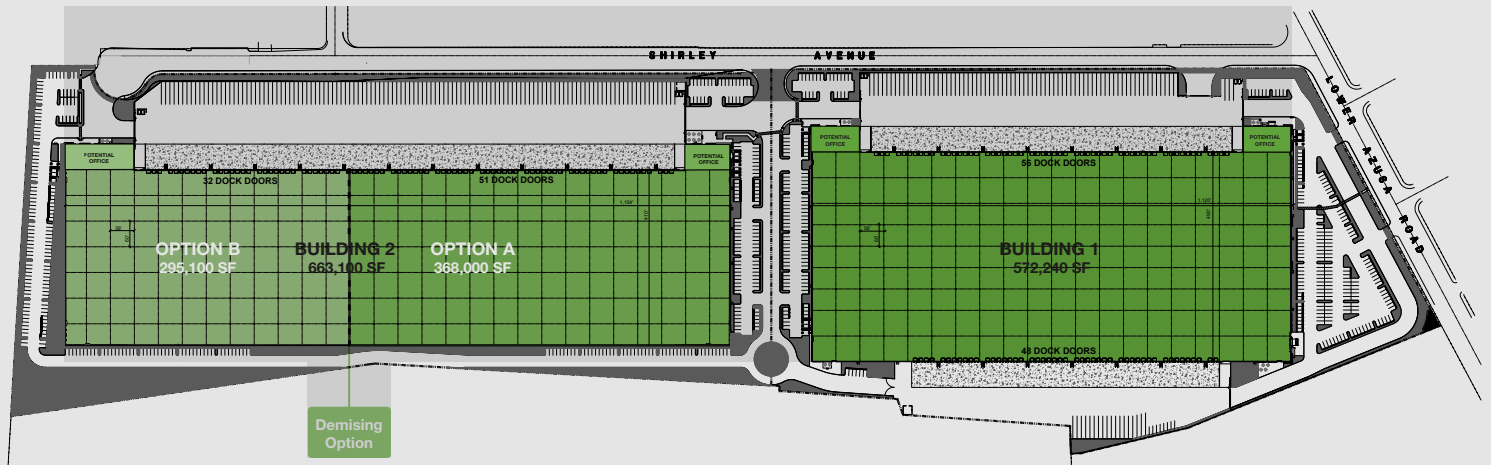 SHIRLEY AVENUE
LOWER AZUSA ROAD
POTENTIAL
OFFICE
POTENTIAL
OFFICE
POTENTIAL
OFFICE
POTENTIAL
OFFICE
32 DOCK DOORS
51 DOCK DOORS
56 DOCK DOORS
OPTION B
295,100 SF
BUILDING 2
663,100 SF
OPTION A
368,000 SF
BUILDING 1
572,240 SF
48 DOCK DOORS
Demising
Option